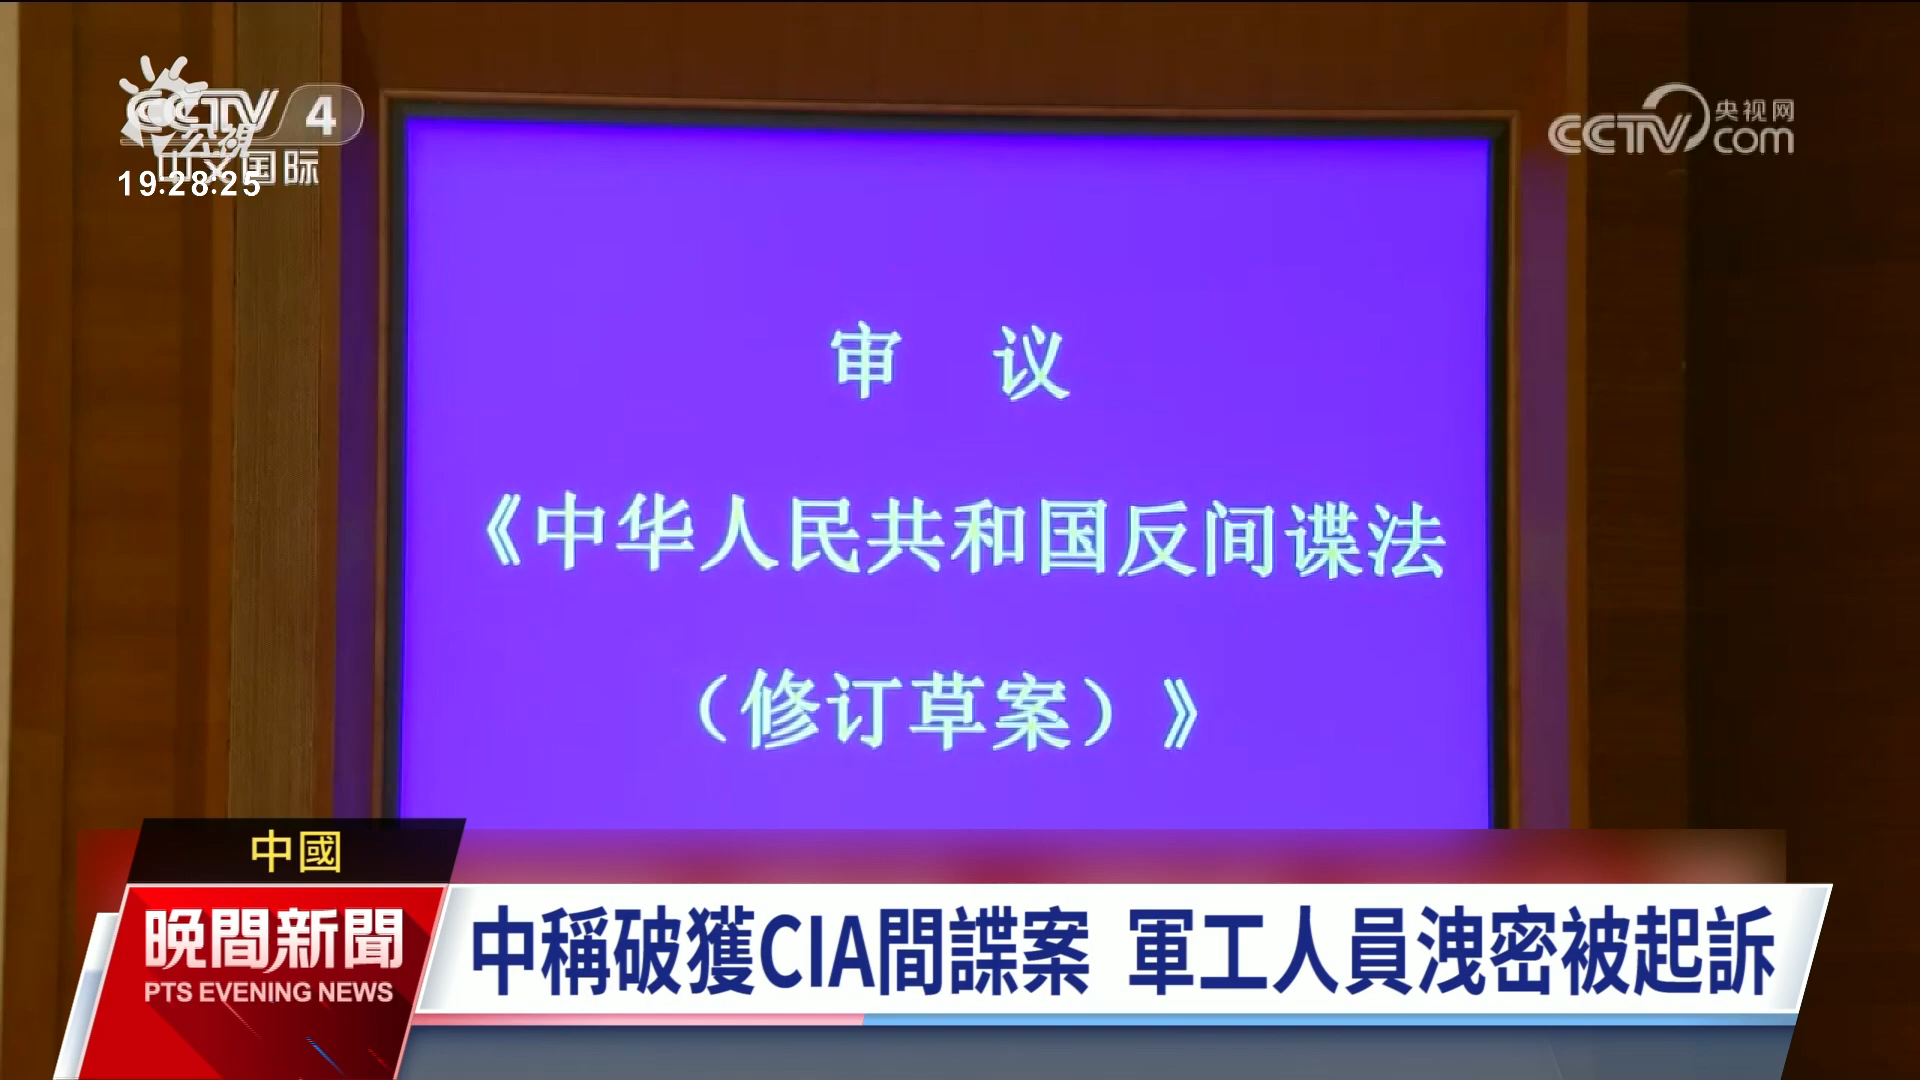 CCTV 4
公視
中文国际
19:28:25
CCTV 央视网
com
审 议
《中华人民共和国反间谍法
（修订草案）》
中國
晚間新聞
PTS EVENING NEWS
中稱破獲CIA間諜案 軍工人員洩密被起訴